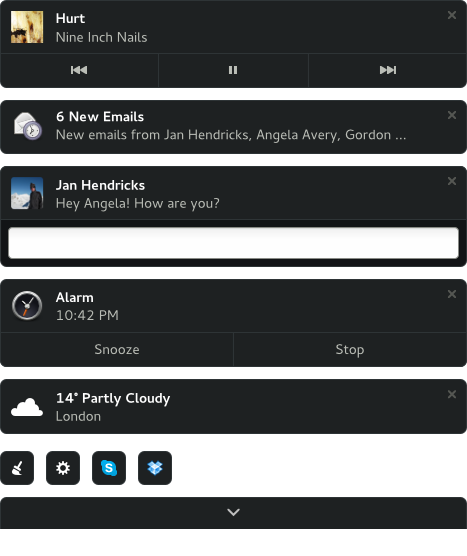 Hurt
Nine Inch Nails
6 New Emails
New emails from Jan Hendricks, Angela Avery, Gordon ...
Jan Hendricks
Hey Angela! How are you?
Alarm
10:42 PM
Snooze
Stop
14° Partly Cloudy
London